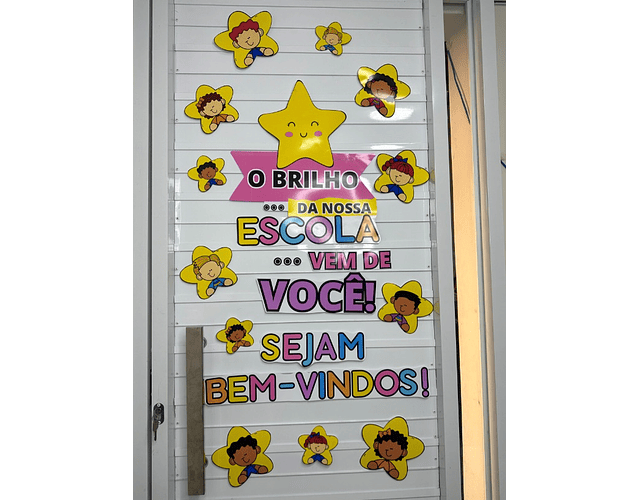 O BRILHO
... DA NOSSA
ESCOLA
... VEM DE
VOCÊ!
SEJAM
BEM-VINDOS!